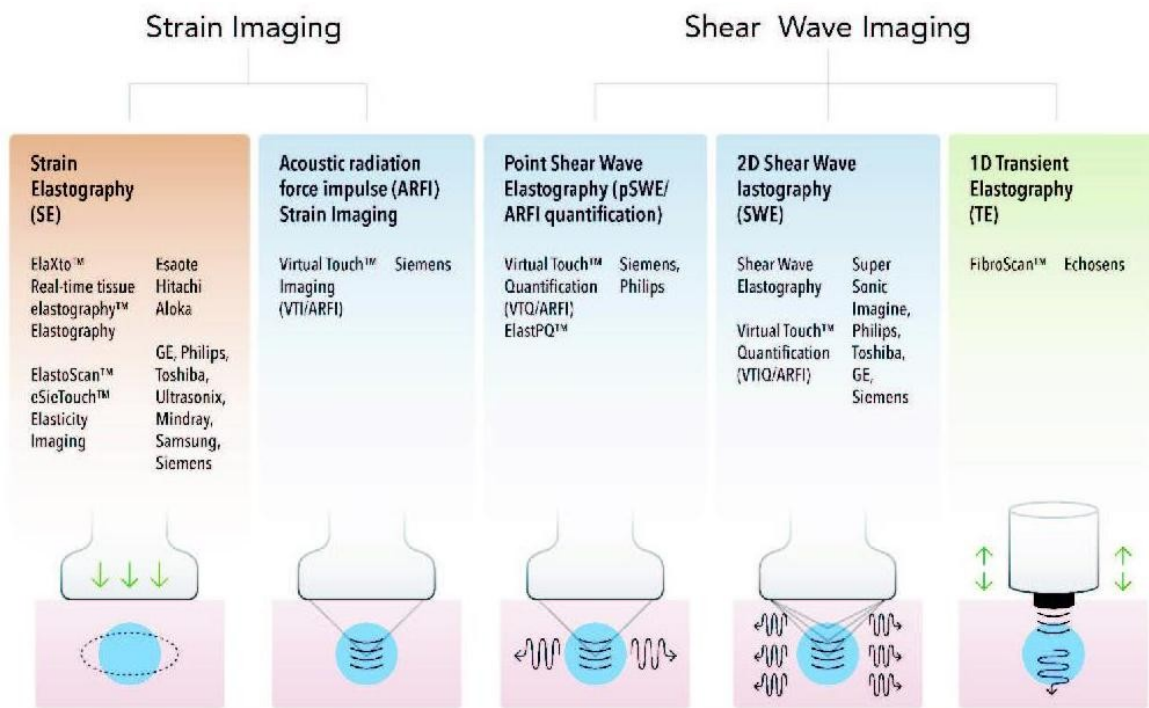 Strain Imaging
Shear Wave Imaging
Strain
Elastography
(SE)
ElaXto™
Real-time tissue
elastography™
Elastography
ElastoScan™
eSieTouch™
Elasticity
Imaging
Esaote
Hitachi
Aloka
GE, Philips,
Toshiba,
Ultrasonix,
Mindray,
Samsung,
Siemens
Acoustic radiation
force impulse (ARFI)
Strain Imaging
Virtual Touch™
Imaging
(VTI/ARFI)
Siemens
Point Shear Wave
Elastography (pSWE/
ARFI quantification)
Virtual Touch™
Quantification
(VTQ/ARFI)
ElastPQ™
Siemens,
Philips
2D Shear Wave
lastography
(SWE)
Shear Wave
Elastography
Virtual Touch™
Quantification
(VTIQ/ARFI)
Super
Sonic
Imagine,
Philips,
Toshiba,
GE,
Siemens
1D Transient
Elastography
(TE)
FibroScan™
Echosens